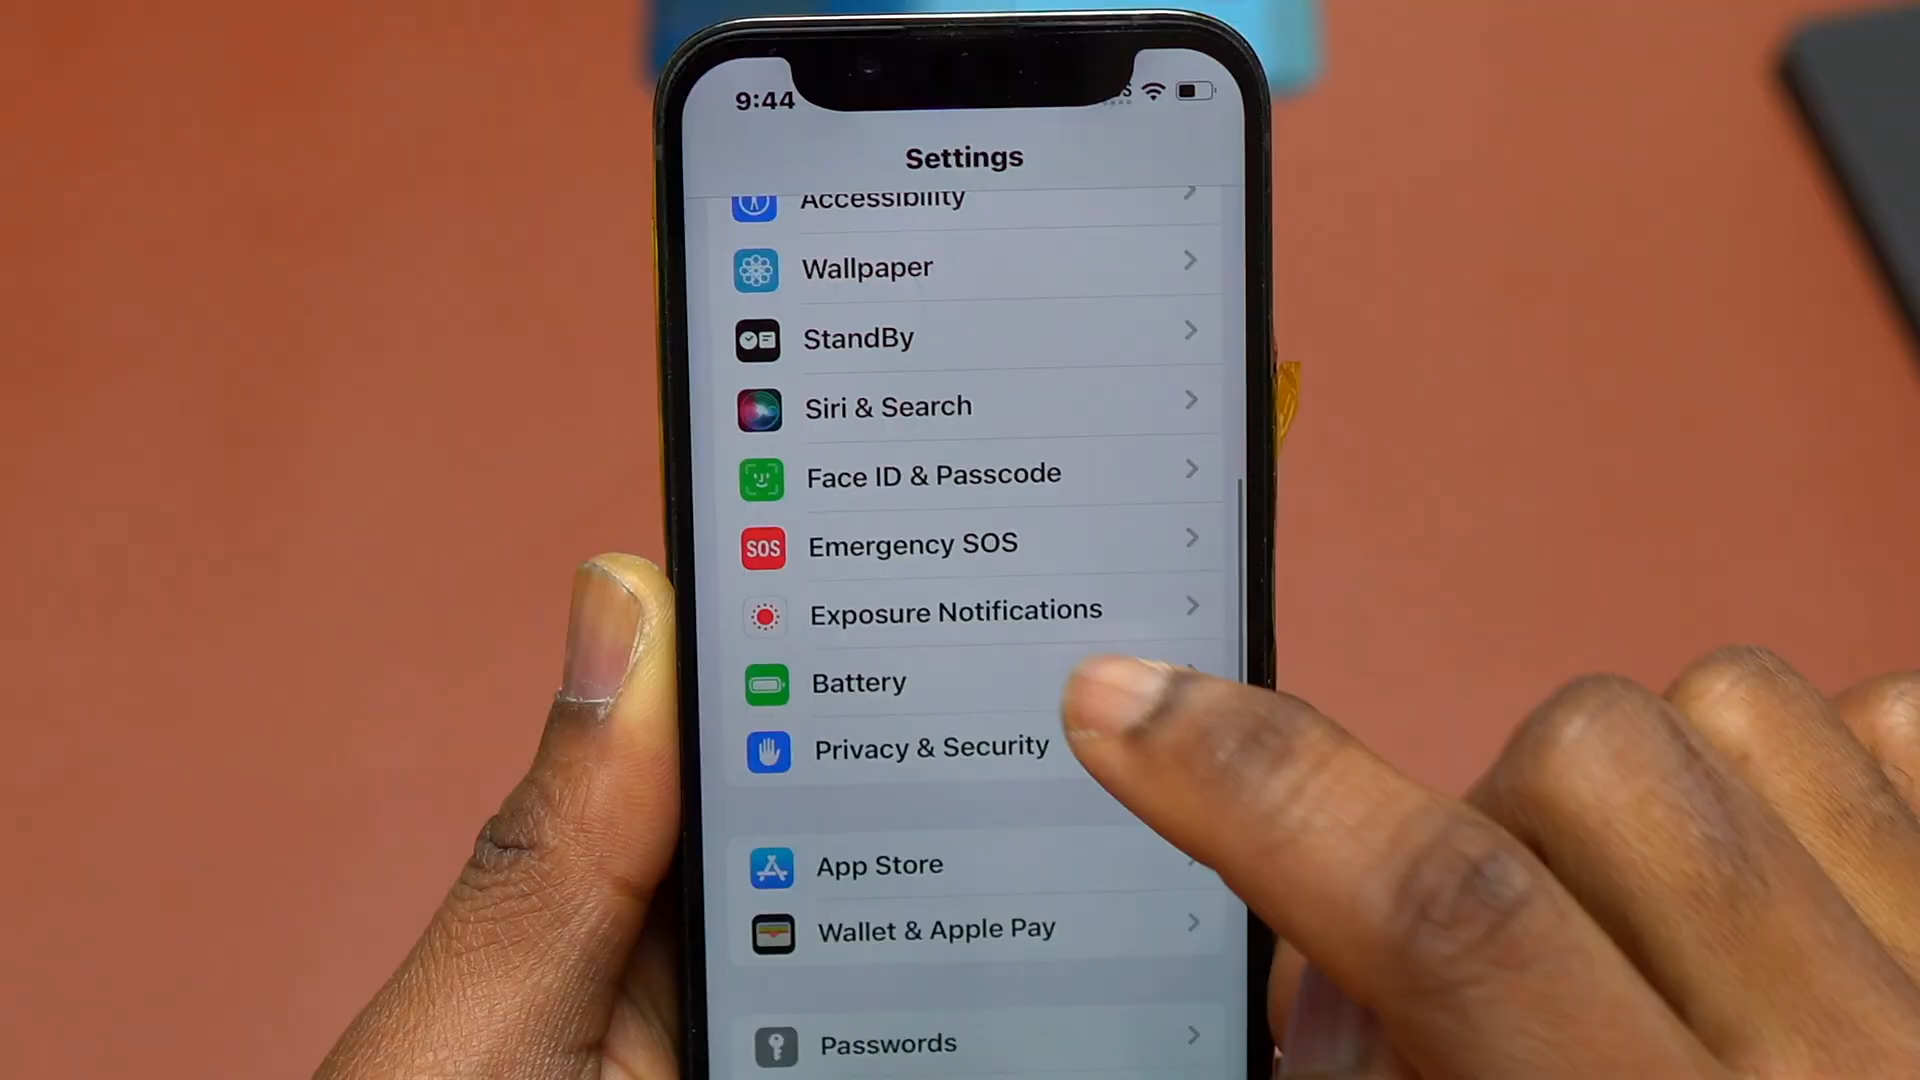 9:44
Settings
Accessibility
Wallpaper
StandBy
Siri & Search
Face ID & Passcode
SOS
Emergency SOS
Exposure Notifications
Battery
Privacy & Security
App Store
Wallet & Apple Pay
Passwords